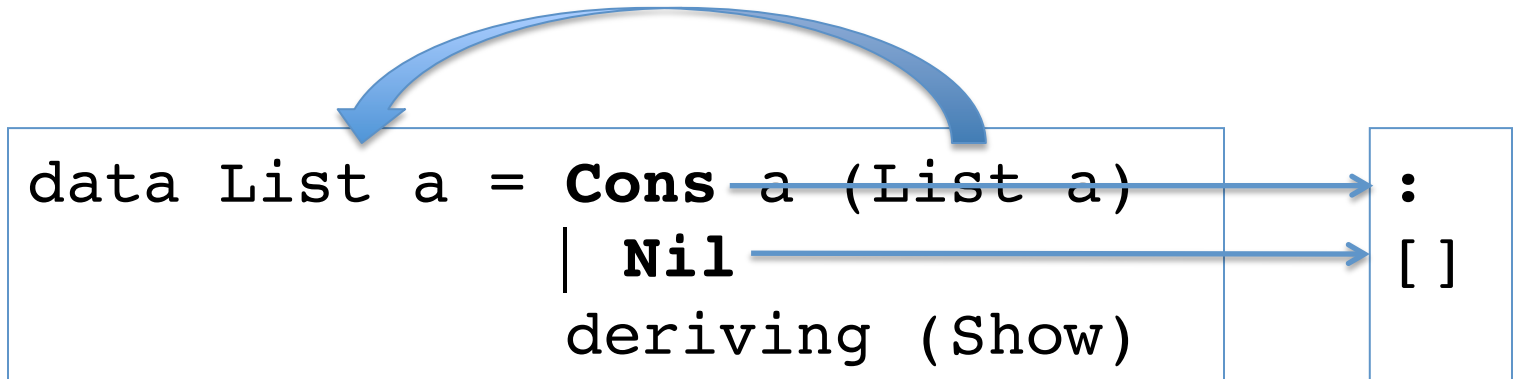 data List a = Cons a (List a) :
| Nil []
deriving (Show)